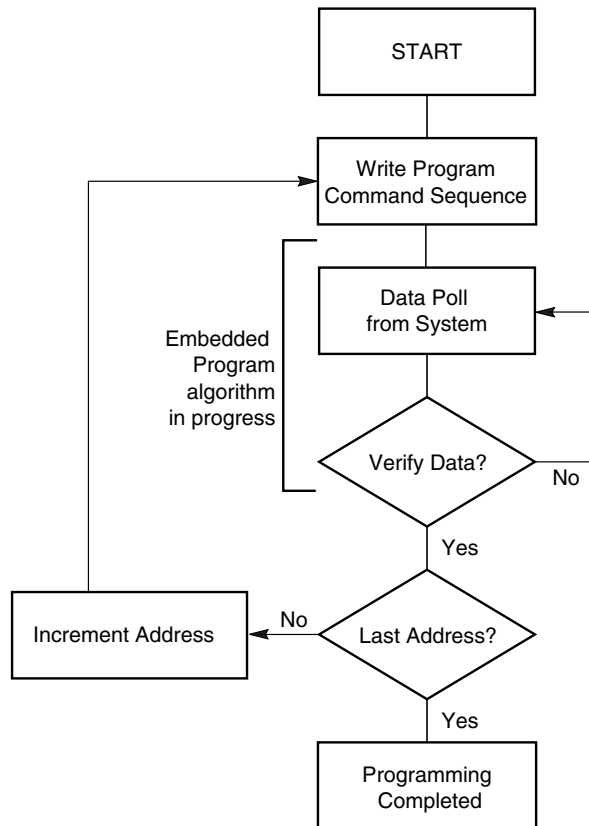 START
Write Program
Command Sequence
Data Poll
from System
Embedded
Program
algorithm
in progress
Verify Data?
No
Yes
Last Address?
No
Increment Address
Yes
Programming
Completed